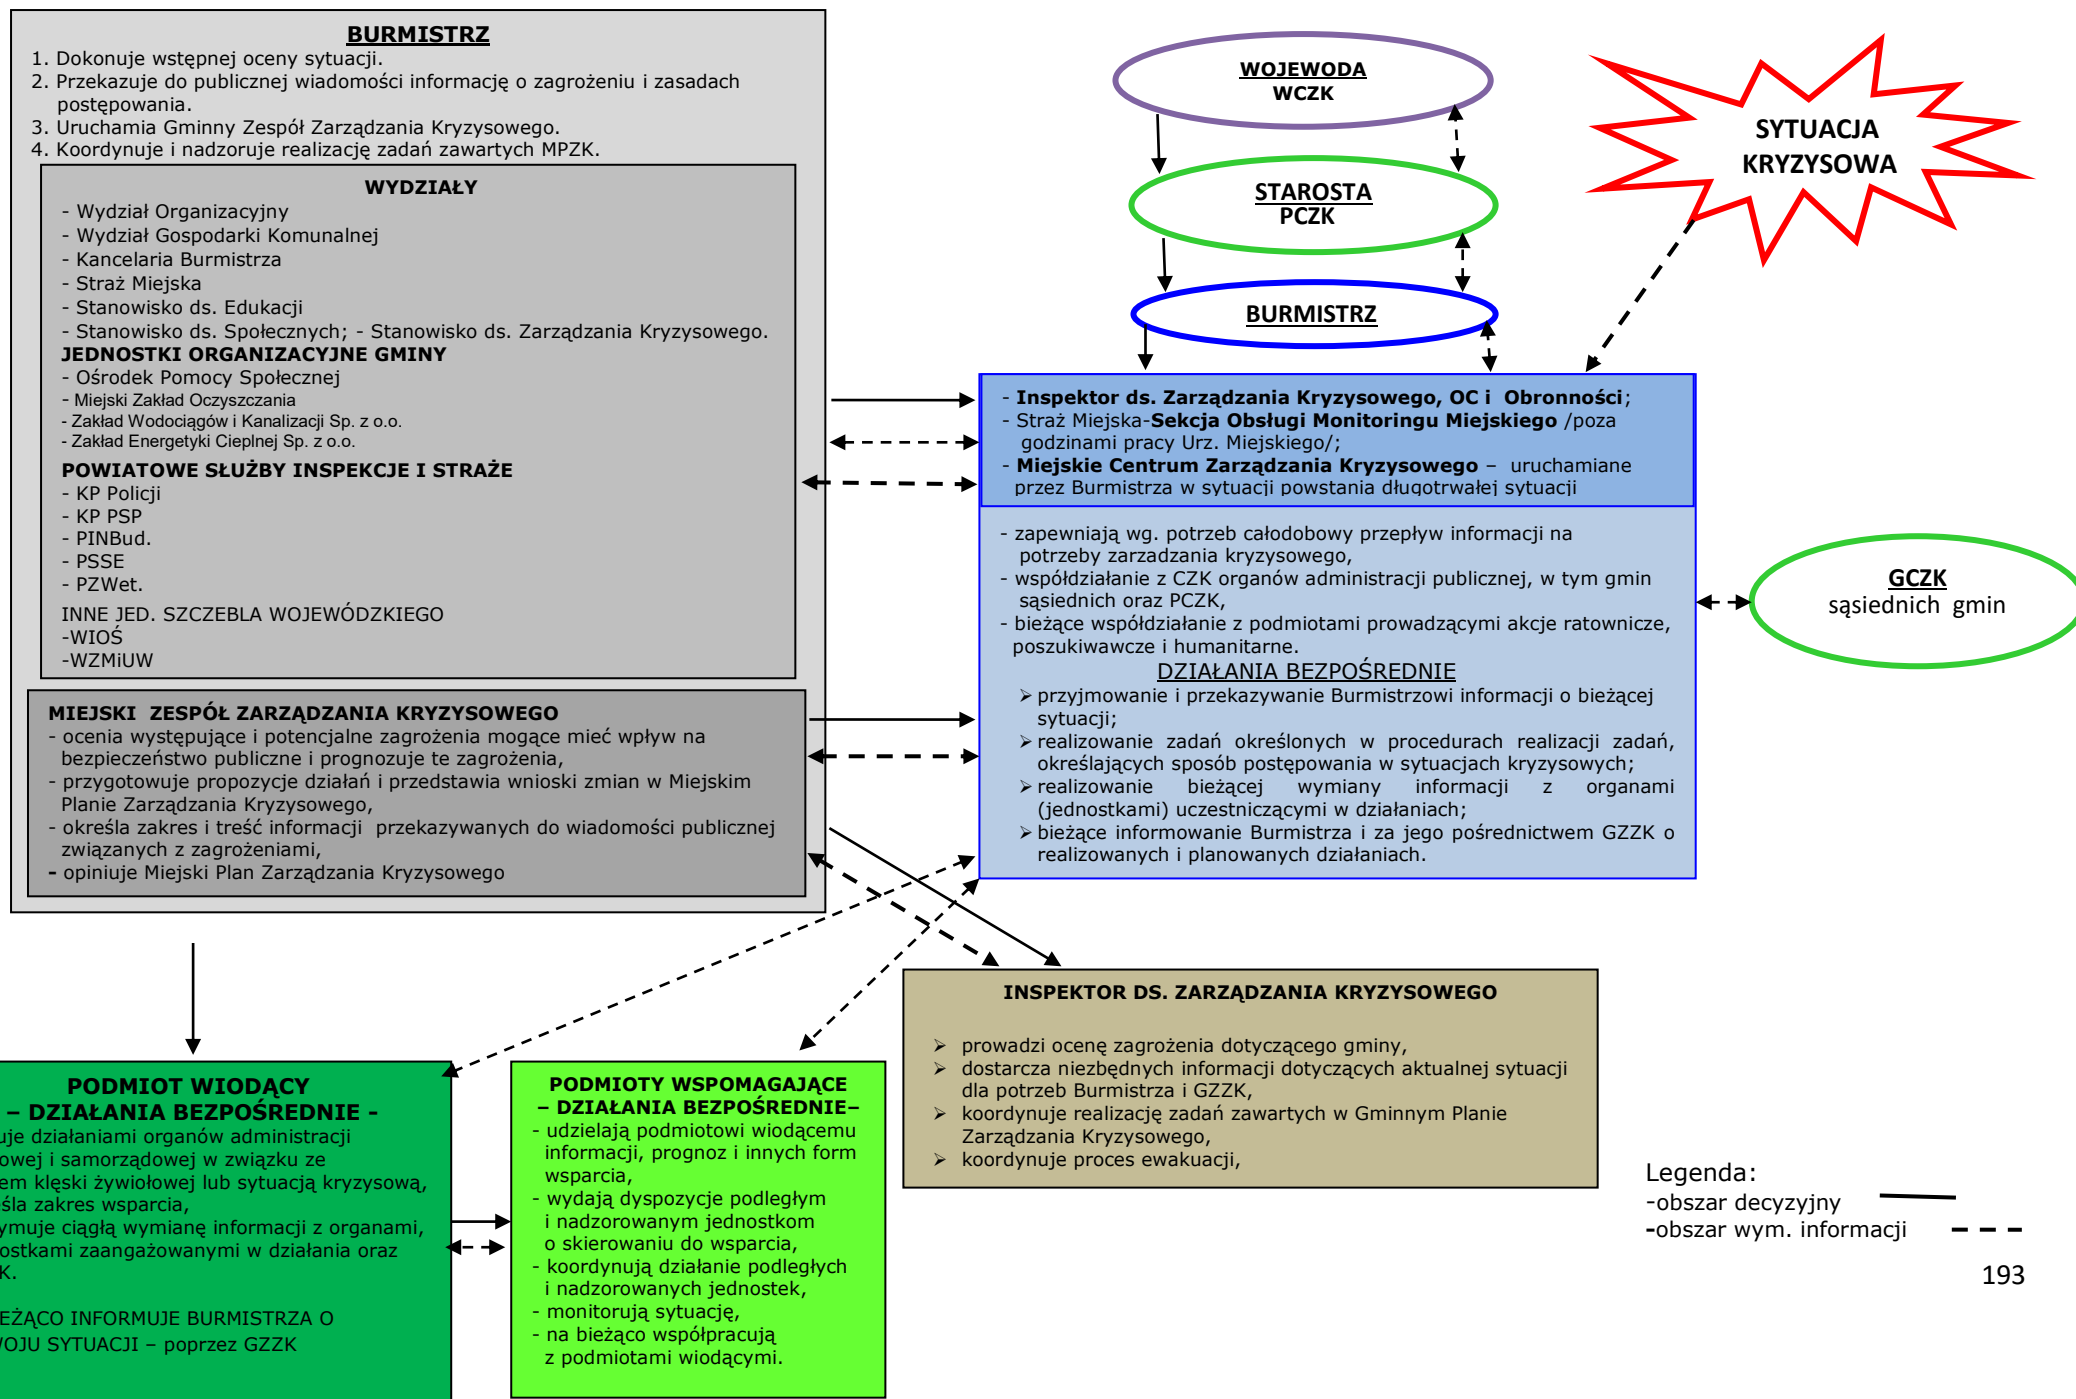 BURMISTRZ
1. Dokonuje wstępnej oceny sytuacji.
2. Przekazuje do publicznej wiadomości informację o zagrożeniu i zasadach
postępowania.
3. Uruchamia Gminny Zespół Zarządzania Kryzysowego.
4. Koordynuje i nadzoruje realizację zadań zawartych MPZK.
WYDZIAŁY
- Wydział Organizacyjny
- Wydział Gospodarki Komunalnej
- Kancelaria Burmistrza
- Straż Miejska
- Stanowisko ds. Edukacji
- Stanowisko ds. Społecznych; - Stanowisko ds. Zarządzania Kryzysowego.
JEDNOSTKI ORGANIZACYJNE GMINY
- Ośrodek Pomocy Społecznej
- Miejski Zakład Oczyszczania
- Zakład Wodociągów i Kanalizacji Sp. z o.o.
- Zakład Energetyki Cieplnej Sp. z o.o.
POWIATOWE SŁUŻBY INSPEKCJE I STRAŻE
- KP Policji
- KP PSP
- PINBud.
- PSSE
- PZWet.
INNE JED. SZCZEBLA WOJEWÓDZKIEGO
-WIOŚ
-WZMiUW
MIEJSKI ZESPÓŁ ZARZĄDZANIA KRYZYSOWEGO
- ocenia występujące i potencjalne zagrożenia mogące mieć wpływ na
bezpieczeństwo publiczne i prognozuje te zagrożenia,
- przygotowuje propozycje działań i przedstawia wnioski zmian w Miejskim
Planie Zarządzania Kryzysowego,
- określa zakres i treść informacji przekazywanych do wiadomości publicznej
związanych z zagrożeniami,
- opiniuje Miejski Plan Zarządzania Kryzysowego
WOJEWODA
WCZK
STAROSTA
PCZK
BURMISTRZ
SYTUACJA
KRYZYSOWA
- Inspektor ds. Zarządzania Kryzysowego, OC i Obronności;
- Straż Miejska-Sekcja Obsługi Monitoringu Miejskiego /poza
godzinami pracy Urz. Miejskiego/;
- Miejskie Centrum Zarządzania Kryzysowego – uruchamiane
przez Burmistrza w sytuacji powstania długotrwałej sytuacji
- zapewniają wg. potrzeb całodobowy przepływ informacji na
potrzeby zarzadzania kryzysowego,
- współdziałanie z CZK organów administracji publicznej, w tym gmin
sąsiednich oraz PCZK,
- bieżące współdziałanie z podmiotami prowadzącymi akcje ratownicze,
poszukiwawcze i humanitarne.
DZIAŁANIA BEZPOŚREDNIE
➢ przyjmowanie i przekazywanie Burmistrzowi informacji o bieżącej
sytuacji;
➢ realizowanie zadań określonych w procedurach realizacji zadań,
określających sposób postępowania w sytuacjach kryzysowych;
➢ realizowanie bieżącej wymiany informacji z organami
(jednostkami) uczestniczącymi w działaniach;
➢ bieżące informowanie Burmistrza i za jego pośrednictwem GZZK o
realizowanych i planowanych działaniach.
GCZK
sąsiednich gmin
PODMIOT WIODĄCY
– DZIAŁANIA BEZPOŚREDNIE -
uje działaniami organów administracji
owej i samorządowej w związku ze
em klęski żywiołowej lub sytuacją kryzysową,
śla zakres wsparcia,
ymuje ciągłą wymianę informacji z organami,
ostkami zaangażowanymi w działania oraz
K.
EŻĄCO INFORMUJE BURMISTRZA O
WOJU SYTUACJI – poprzez GZZK
PODMIOTY WSPOMAGAJĄCE
– DZIAŁANIA BEZPOŚREDNIE–
- udzielają podmiotowi wiodącemu
informacji, prognoz i innych form
wsparcia,
- wydają dyspozycje podległym
i nadzorowanym jednostkom
o skierowaniu do wsparcia,
- koordynują działanie podległych
i nadzorowanych jednostek,
- monitorują sytuację,
- na bieżąco współpracują
z podmiotami wiodącymi.
INSPEKTOR DS. ZARZĄDZANIA KRYZYSOWEGO
➢ prowadzi ocenę zagrożenia dotyczącego gminy,
➢ dostarcza niezbędnych informacji dotyczących aktualnej sytuacji
dla potrzeb Burmistrza i GZZK,
➢ koordynuje realizację zadań zawartych w Gminnym Planie
Zarządzania Kryzysowego,
➢ koordynuje proces ewakuacji,
Legenda:
-obszar decyzyjny
-obszar wym. informacji
193